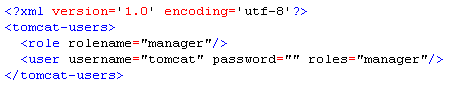 <?xml version='1.0' encoding='utf-8'?>
<tomcat-users>
  <role rolename="manager"/>
  <user username="tomcat" password="" roles="manager"/>
</tomcat-users>